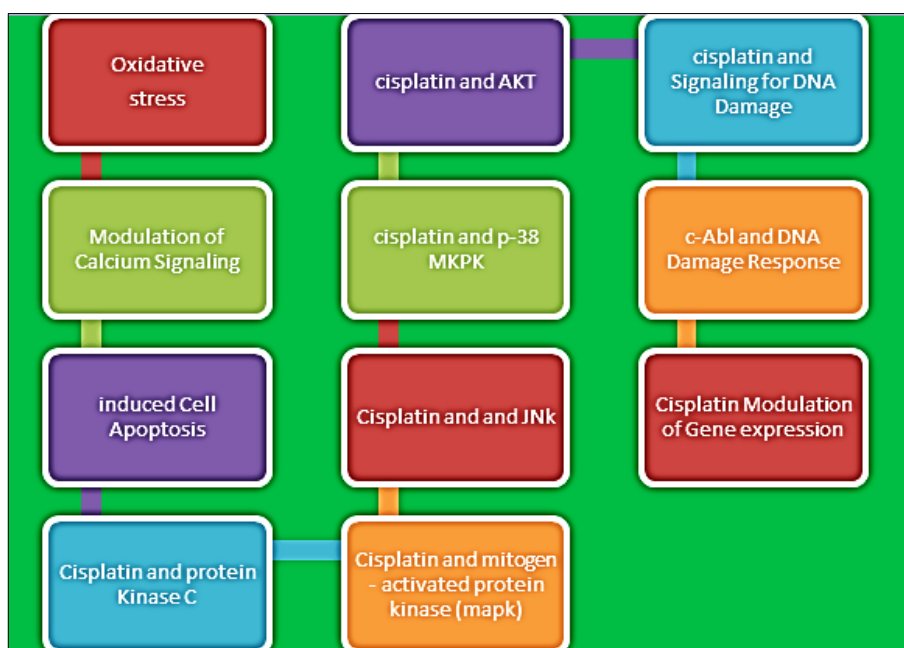 Oxidative
stress
Modulation of
Calcium Signaling
induced Cell
Apoptosis
Cisplatin and protein
Kinase C
Cisplatin and mitogen
- activated protein
kinase (mapk)
Cisplatin and and JNk
cisplatin and p-38
MKPK
cisplatin and AKT
cisplatin and
Signaling for DNA
Damage
c-Abl and DNA
Damage Response
Cisplatin Modulation
of Gene expression